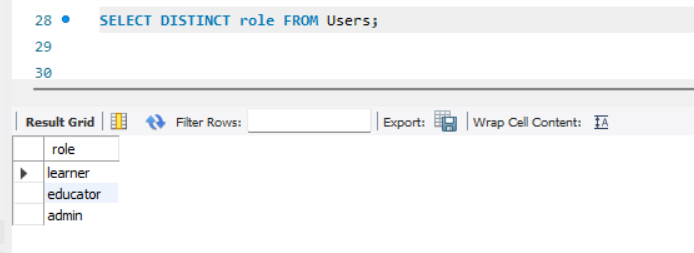 28 SELECT DISTINCT role FROM Users;
29
30
Result Grid Filter Rows: Export: Wrap Cell Content: IA
role
learner
educator
admin